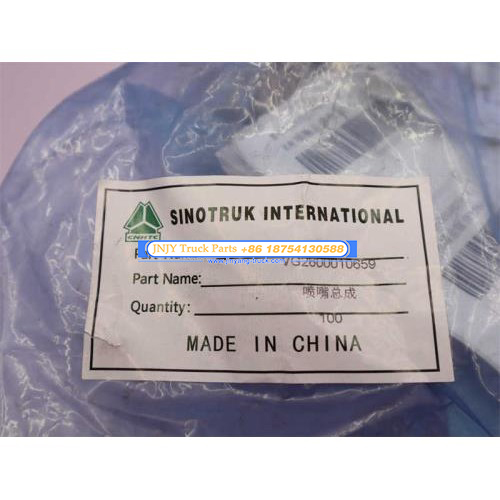 SINOTRUK INTERNATIONAL
CNHTC
JNJY Truck Parts +86 18754130588
VG2600010659
Part Name:
喷嘴总成
Quantity:
100
MADE IN CHINA